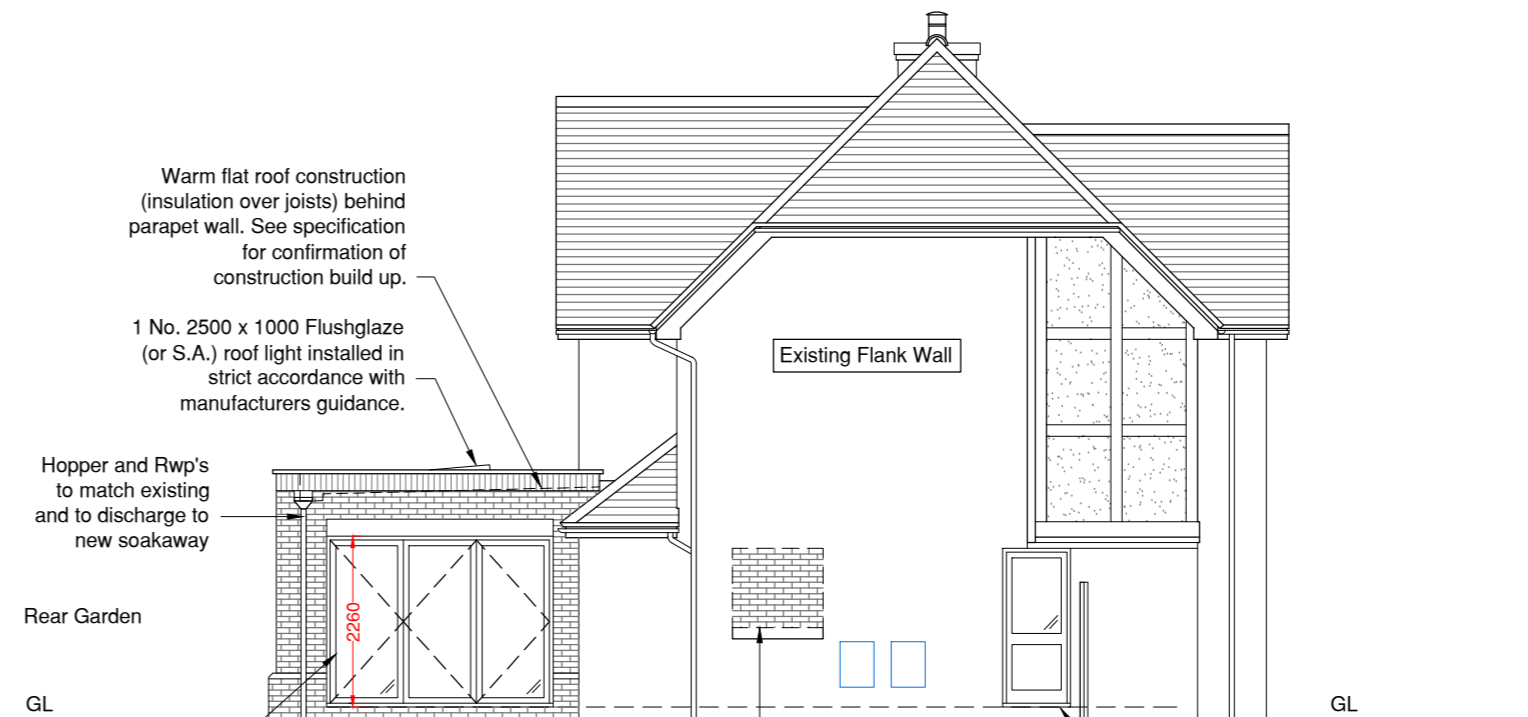 Warm flat roof construction
(insulation over joists) behind
parapet wall. See specification
for confirmation of
construction build up.
1 No. 2500 x 1000 Flushglaze
(or S.A.) roof light installed in
strict accordance with
manufacturers guidance.
Existing Flank Wall
Hopper and Rwp's
to match existing
and to discharge to
new soakaway
Rear Garden
2260
GL
GL